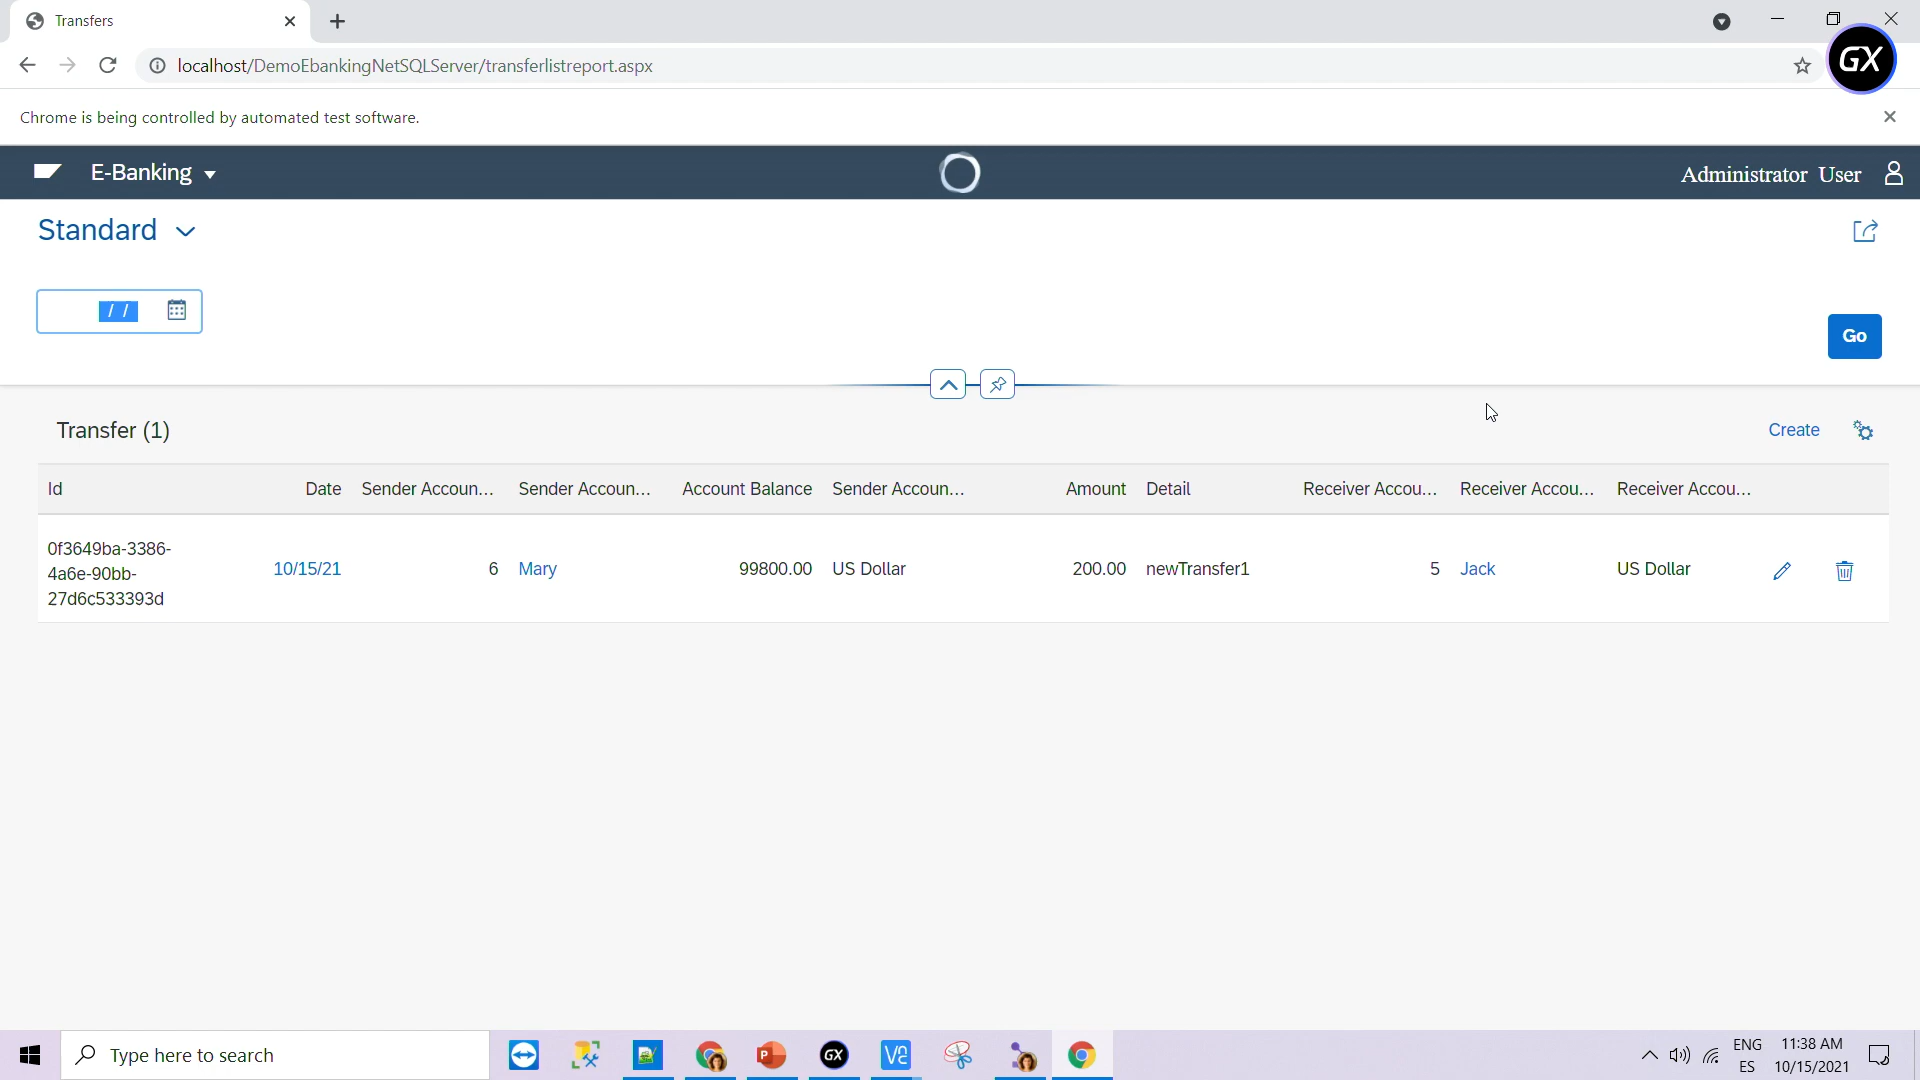 Transfers
localhost/DemoEbankingNetSQLServer/transferlistreport.aspx
GX
Chrome is being controlled by automated test software.
E-Banking
Administrator User
Standard
/ /
Go
Transfer (1)
Create
Id Date Sender Accoun... Sender Accoun... Account Balance Sender Accoun... Amount Detail Receiver Accou... Receiver Accou... Receiver Accou...
0f3649ba-3386-
4a6e-90bb-
27d6c533393d
10/15/21 6 Mary 99800.00 US Dollar 200.00 newTransfer1 5 Jack US Dollar
Type here to search
P
GX
ENG
ES
11:38 AM
10/15/2021